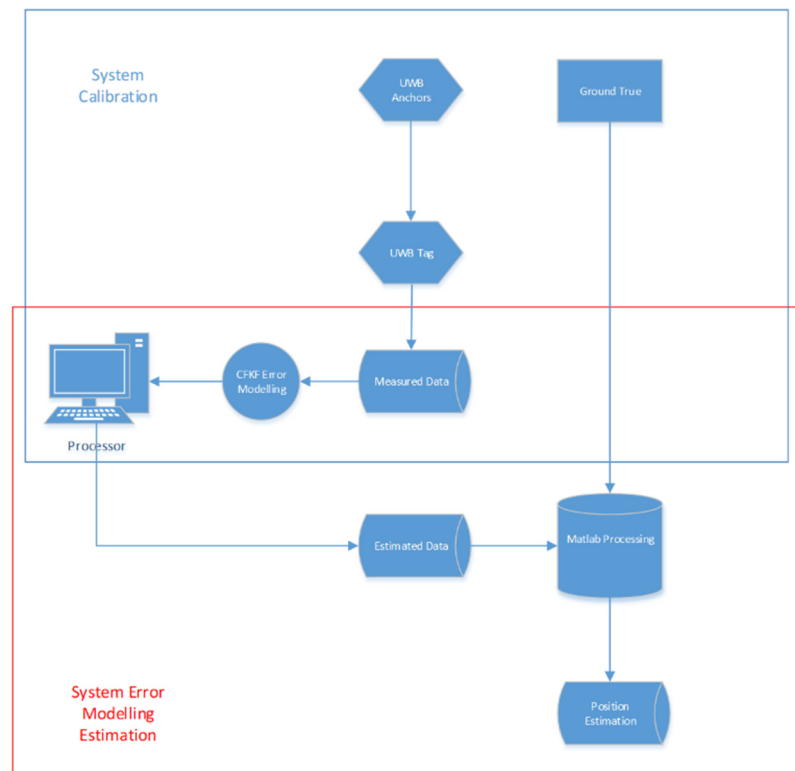 System
Calibration
UWB
Anchors
Ground True
UWB Tag
CFKF Error
Modelling
Measured Data
Processor
Estimated Data
Matlab Processing
System Error
Modelling
Estimation
Position
Estimation